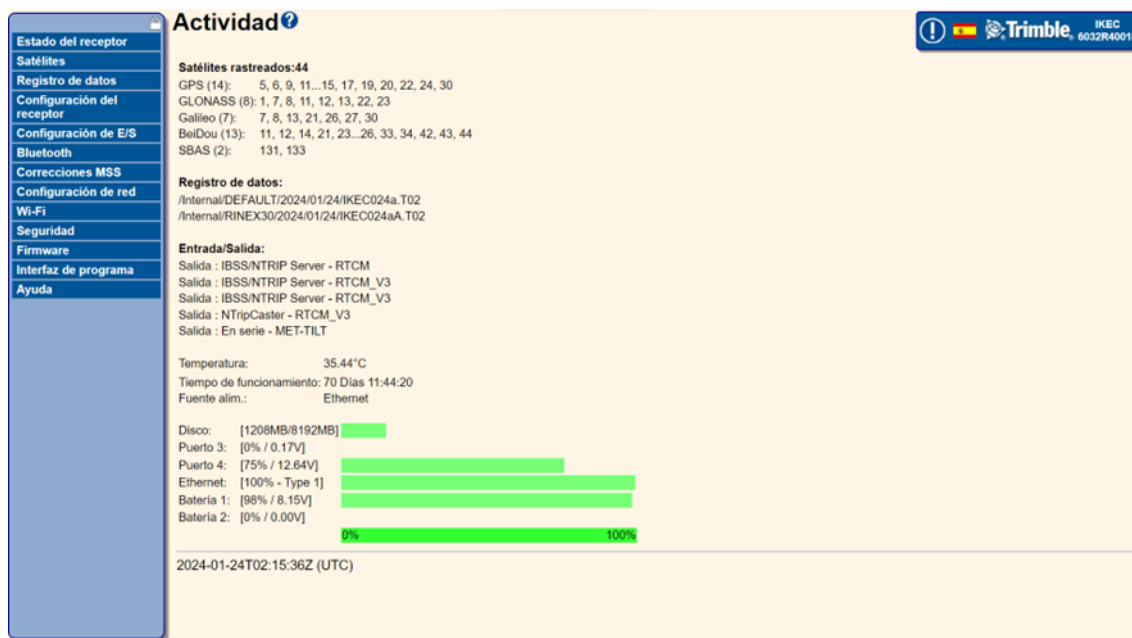 Actividad?
IKEC
Trimble. 6032R4001
Estado del receptor
Satélites
Registro de datos
Configuración del
receptor
Configuración de E/S
Bluetooth
Correcciones MSS
Configuración de red
Wi-Fi
Seguridad
Firmware
Interfaz de programa
Ayuda
Satélites rastreados:44
GPS (14): 5, 6, 9, 11...15, 17, 19, 20, 22, 24, 30
GLONASS (8): 1, 7, 8, 11, 12, 13, 22, 23
Galileo (7): 7, 8, 13, 21, 26, 27, 30
BeiDou (13): 11, 12, 14, 21, 23...26, 33, 34, 42, 43, 44
SBAS (2): 131, 133
Registro de datos:
/Internal/DEFAULT/2024/01/24/IKEC024a.T02
/Internal/RINEX30/2024/01/24/IKEC024aA.T02
Entrada/Salida:
Salida : IBSS/NTRIP Server - RTCM
Salida : IBSS/NTRIP Server - RTCM_V3
Salida : IBSS/NTRIP Server - RTCM_V3
Salida : NTripCaster - RTCM_V3
Salida : En serie - MET-TILT
Temperatura: 35.44°C
Tiempo de funcionamiento: 70 Días 11:44:20
Fuente alim.: Ethernet
Disco: [1208MB/8192MB]
Puerto 3: [0% / 0.17V]
Puerto 4: [75% / 12.64V]
Ethernet: [100% - Type 1]
Batería 1: [98% / 8.15V]
Batería 2: [0% / 0.00V]
0% 100%
2024-01-24T02:15:36Z (UTC)